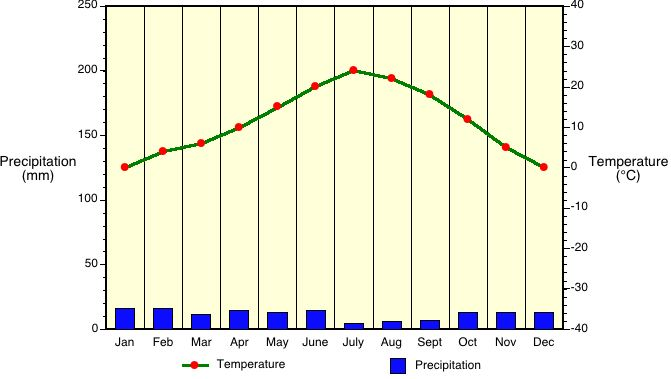 250
200
150
100
50
0
Precipitation
(mm)
40
30
20
10
0
-10
-20
-30
-40
Temperature
(°C)
Jan Feb Mar Apr May June July Aug Sept Oct Nov Dec
Temperature Precipitation